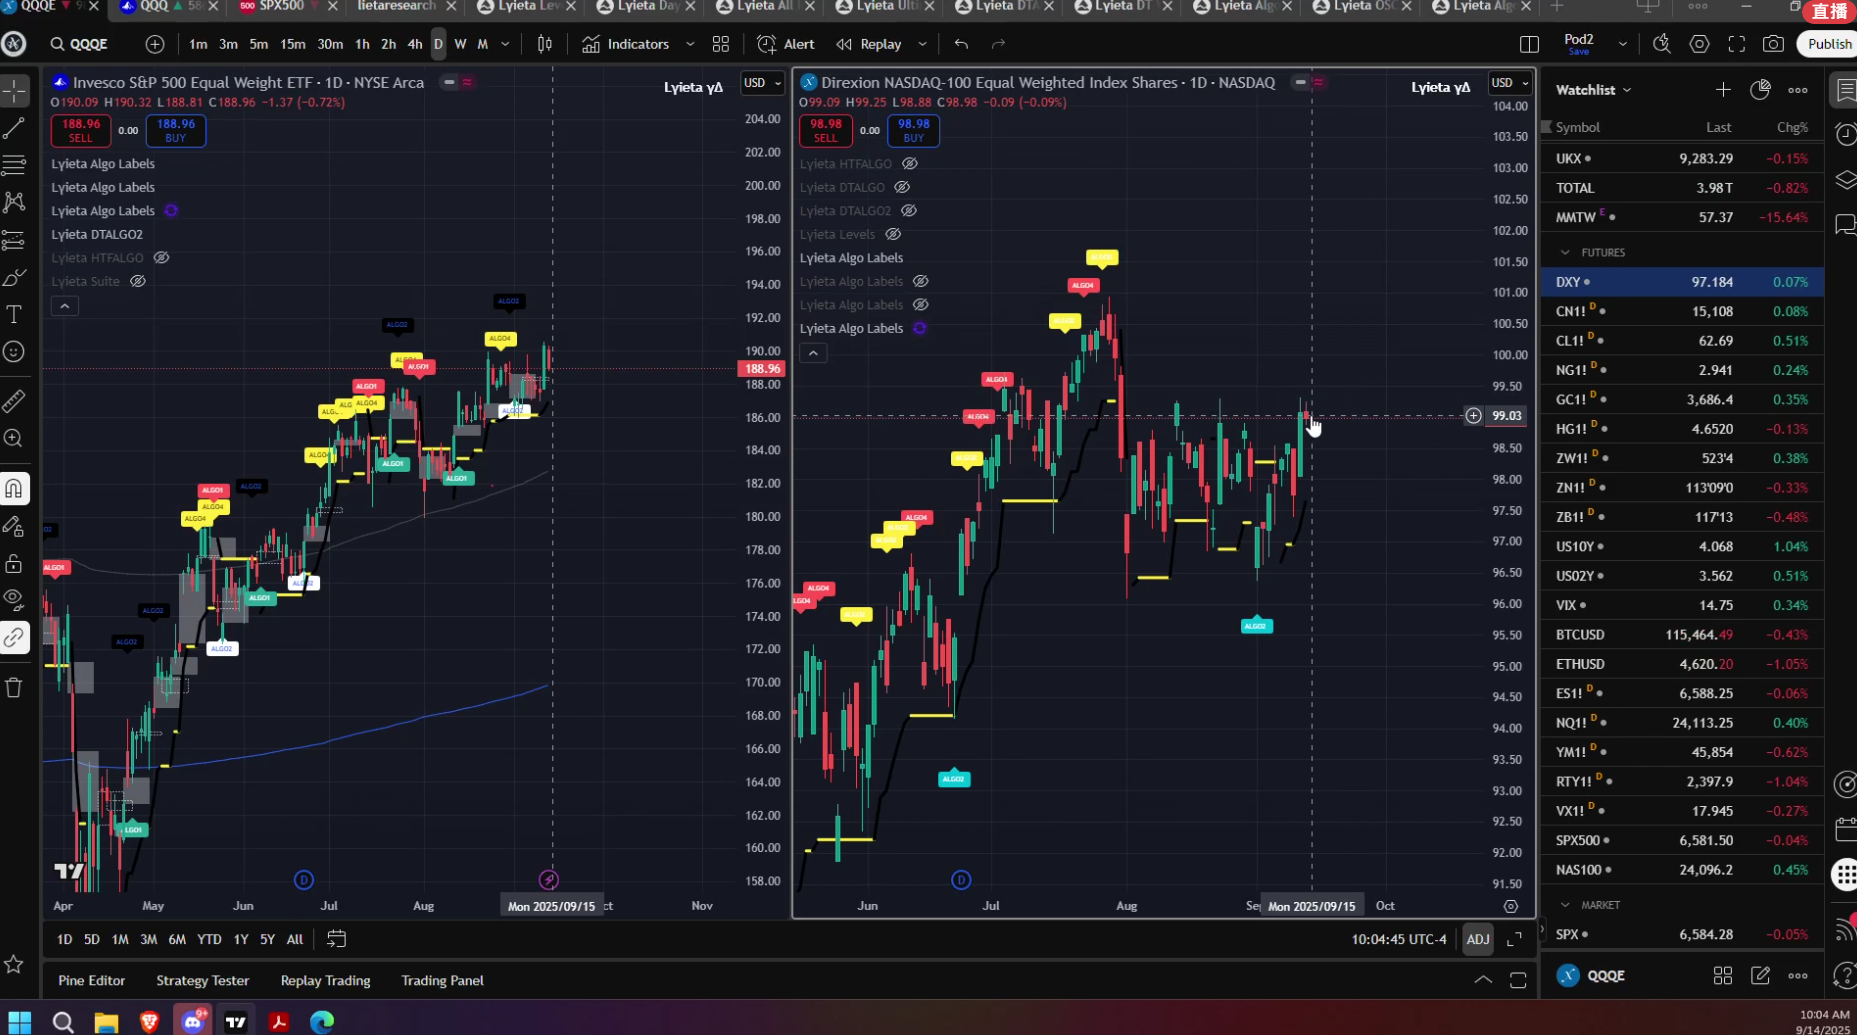 QQQE
QQQ
SPX500
lietaresearch
Lyieta Lev
Lyieta Day
Lyieta All
Lyieta Ulti
Lyieta DTA
Lyieta DT
Lyieta Alg
Lyieta OSC
Lyieta Alg
直播
QQQE
1m 3m 5m 15m 30m 1h 2h 4h D W M
Indicators
Alert
Replay
Pod2
Save
Publish
Invesco S&P 500 Equal Weight ETF · 1D · NYSE Arca
O190.09 H190.32 L188.81 C188.96 -1.37 (-0.72%)
188.96
SELL
0.00
188.96
BUY
Lγieta Algo Labels
Lγieta Algo Labels
Lγieta Algo Labels
Lγieta DTALGO2
Lγieta HTFALGO
Lγieta Suite
Lγieta γΔ
USD
204.00
202.00
200.00
198.00
196.00
194.00
192.00
190.00
188.96
188.00
186.00
184.00
182.00
180.00
178.00
176.00
174.00
172.00
170.00
168.00
166.00
164.00
162.00
160.00
158.00
Apr May Jun Jul Aug Mon 2025/09/15 ct Nov
Direxion NASDAQ-100 Equal Weighted Index Shares · 1D · NASDAQ
O99.09 H99.25 L98.88 C98.98 -0.09 (-0.09%)
98.98
SELL
0.00
98.98
BUY
Lγieta HTFALGO
Lγieta DTALGO
Lγieta DTALGO2
Lγieta Levels
Lγieta Algo Labels
Lγieta Algo Labels
Lγieta Algo Labels
Lγieta Algo Labels
Lγieta γΔ
USD
104.00
103.50
103.00
102.50
102.00
101.50
101.00
100.50
100.00
99.50
99.03
98.50
98.00
97.50
97.00
96.50
96.00
95.50
95.00
94.50
94.00
93.50
93.00
92.50
92.00
91.50
Jun Jul Aug Sep Mon 2025/09/15 Oct
1D 5D 1M 3M 6M YTD 1Y 5Y All
10:04:45 UTC-4
ADJ
Pine Editor
Strategy Tester
Replay Trading
Trading Panel
Watchlist
Symbol Last Chg%
UKX 9,283.29 -0.15%
TOTAL 3.98T -0.82%
MMTW E 57.37 -15.64%
FUTURES
DXY 97.184 0.07%
CN1! D 15,108 0.08%
CL1! D 62.69 0.51%
NG1! D 2.941 0.24%
GC1! D 3,686.4 0.35%
HG1! D 4.6520 -0.13%
ZW1! D 523'4 0.38%
ZN1! D 113'09'0 -0.33%
ZB1! D 117'13 -0.48%
US10Y 4.068 1.04%
US02Y 3.562 0.51%
VIX 14.75 0.34%
BTCUSD 115,464.49 -0.43%
ETHUSD 4,620.20 -1.05%
ES1! D 6,588.25 -0.06%
NQ1! D 24,113.25 0.40%
YM1! D 45,854 -0.62%
RTY1! D 2,397.9 -1.04%
VX1! D 17.945 -0.27%
SPX500 6,581.50 -0.04%
NAS100 24,096.2 0.45%
MARKET
SPX 6,584.28 -0.05%
QQQE
10:04 AM
9/14/2025